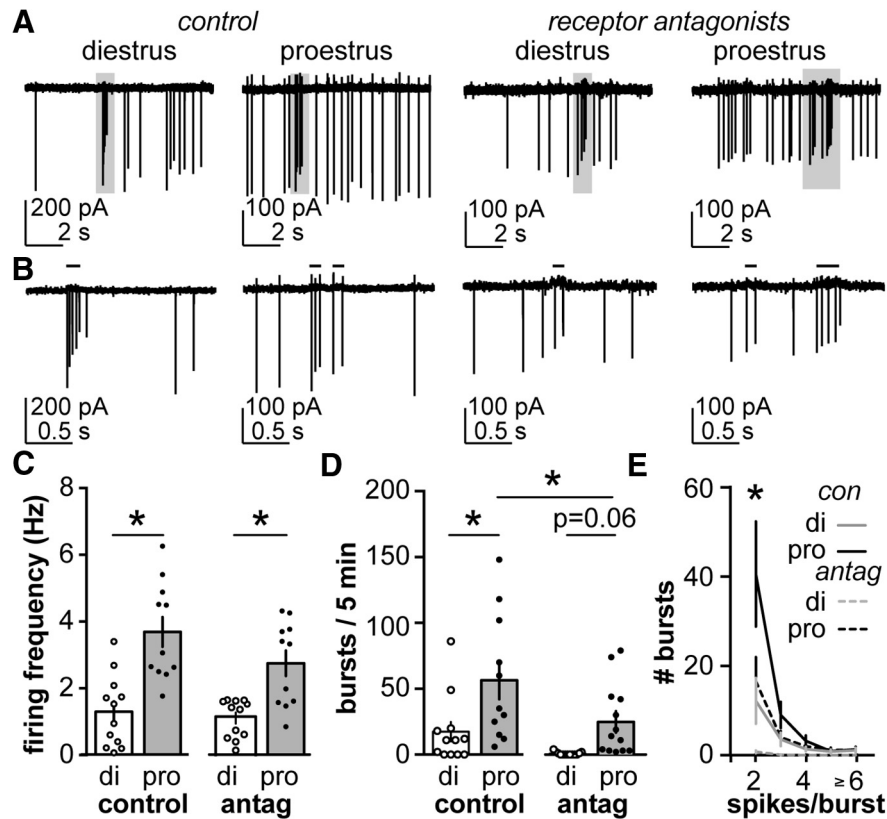 A
control
receptor antagonists
diestrus
proestrus
diestrus
proestrus
200 pA
2 s
100 pA
2 s
100 pA
2 s
100 pA
2 s
B
200 pA
0.5 s
100 pA
0.5 s
100 pA
0.5 s
100 pA
0.5 s
C
firing frequency (Hz)
8
6
4
2
0
*
*
di
pro
di
pro
control
antag
D
bursts / 5 min
200
150
100
50
0
*
*
p=0.06
di
pro
di
pro
control
antag
E
# bursts
60
40
20
0
*
con
di
pro
antag
di
pro
2
4
≥6
spikes/burst